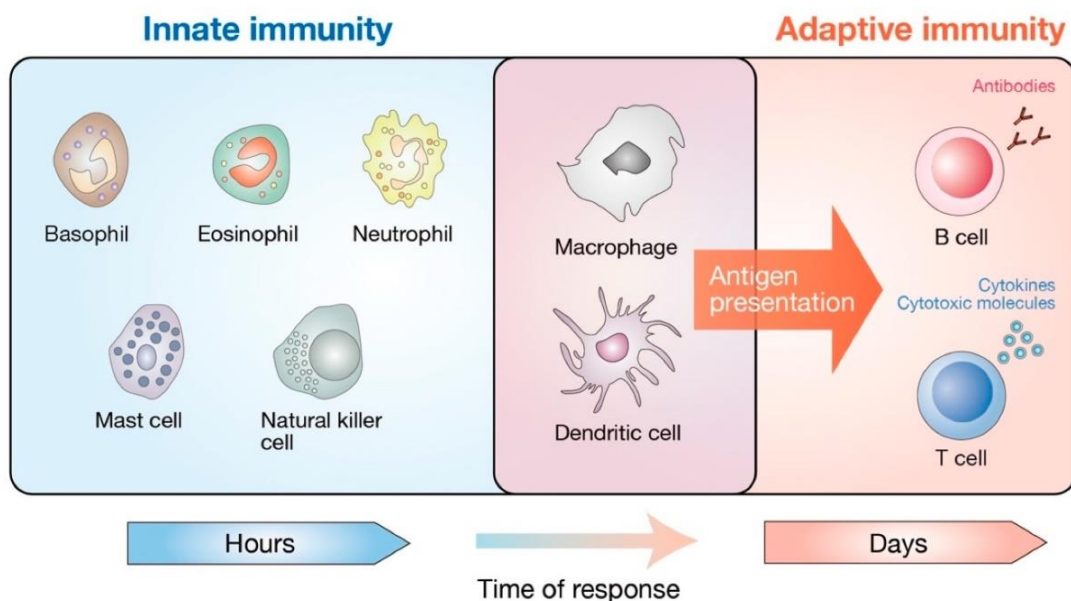 Innate immunity
Adaptive immunity
Basophil
Eosinophil
Neutrophil
Mast cell
Natural killer
cell
Macrophage
Dendritic cell
Antigen
presentation
Antibodies
B cell
Cytokines
Cytotoxic molecules
T cell
Hours
Time of response
Days